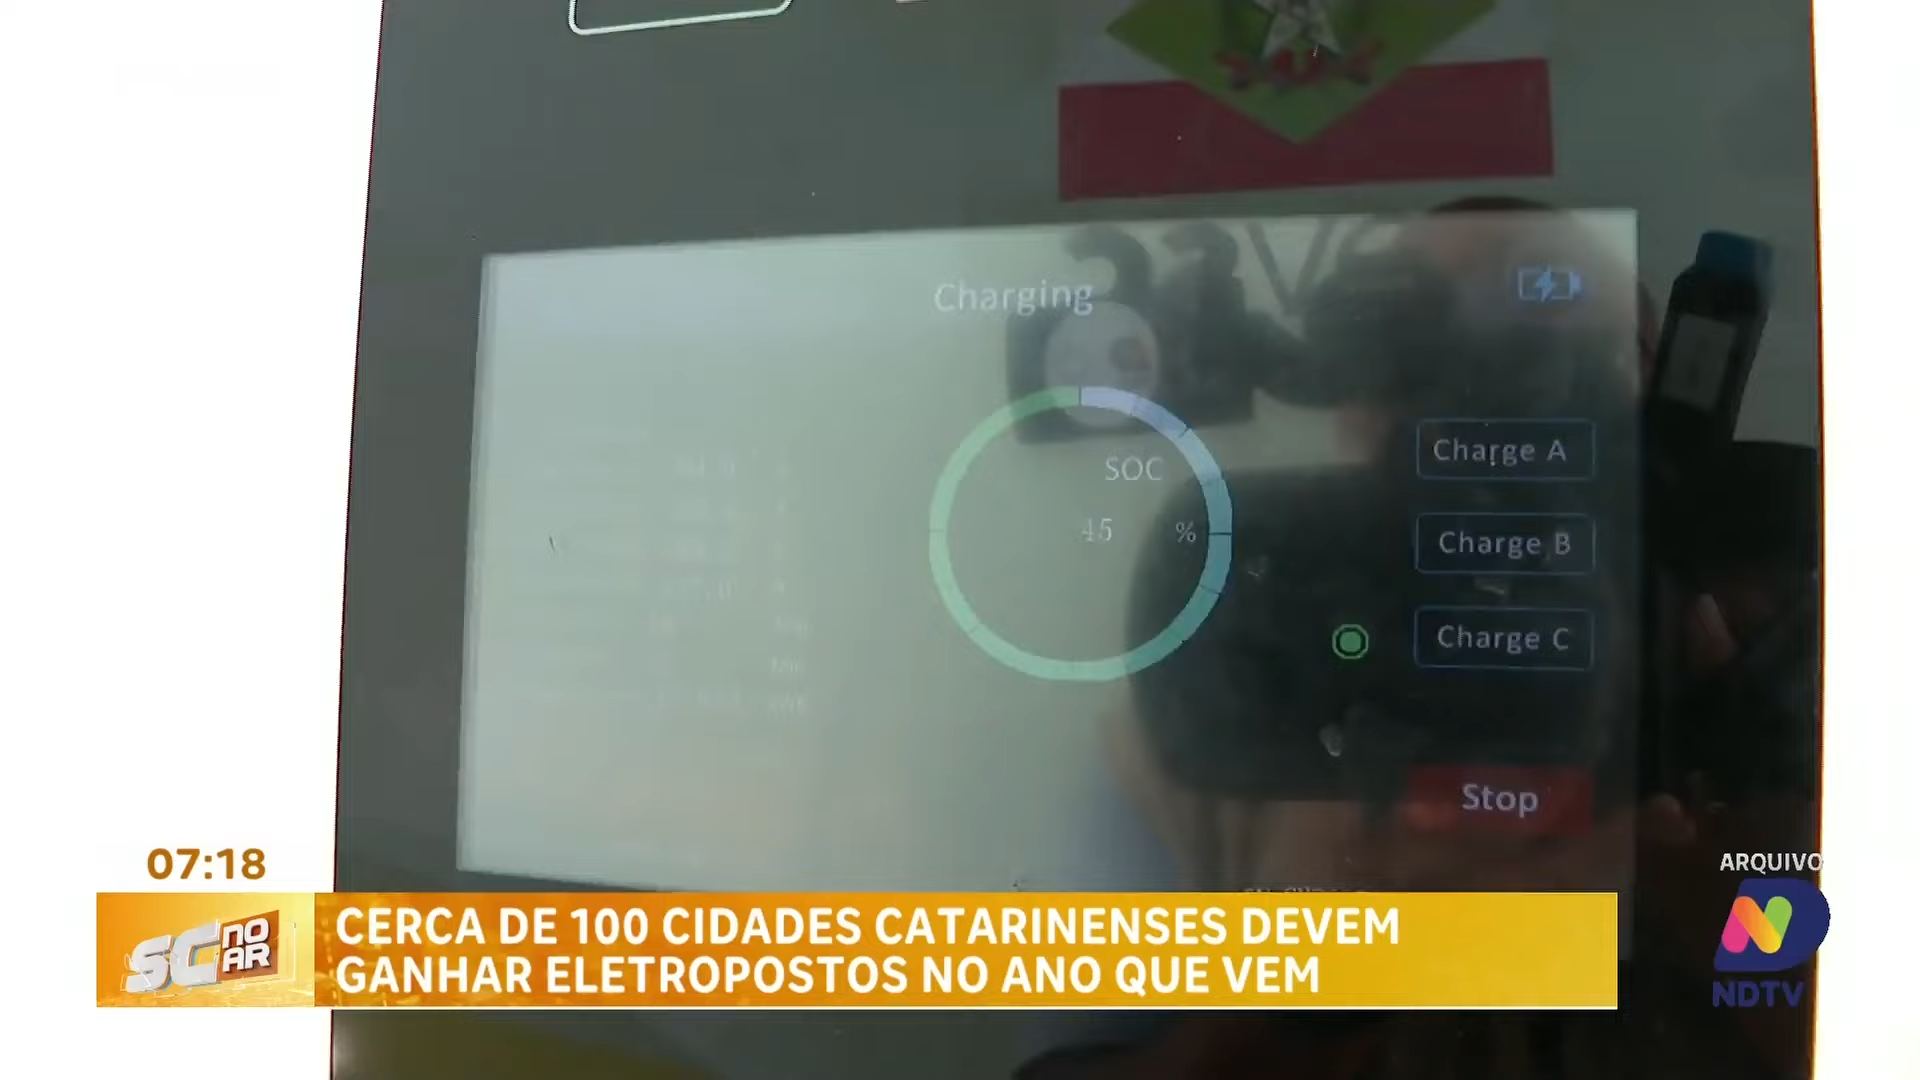 Charging
SOC
45 %
Charge A
Charge B
Charge C
Stop
07:18
ARQUIVO
SC NO AR
CERCA DE 100 CIDADES CATARINENSES DEVEM
GANHAR ELETROPOSTOS NO ANO QUE VEM
NDTV